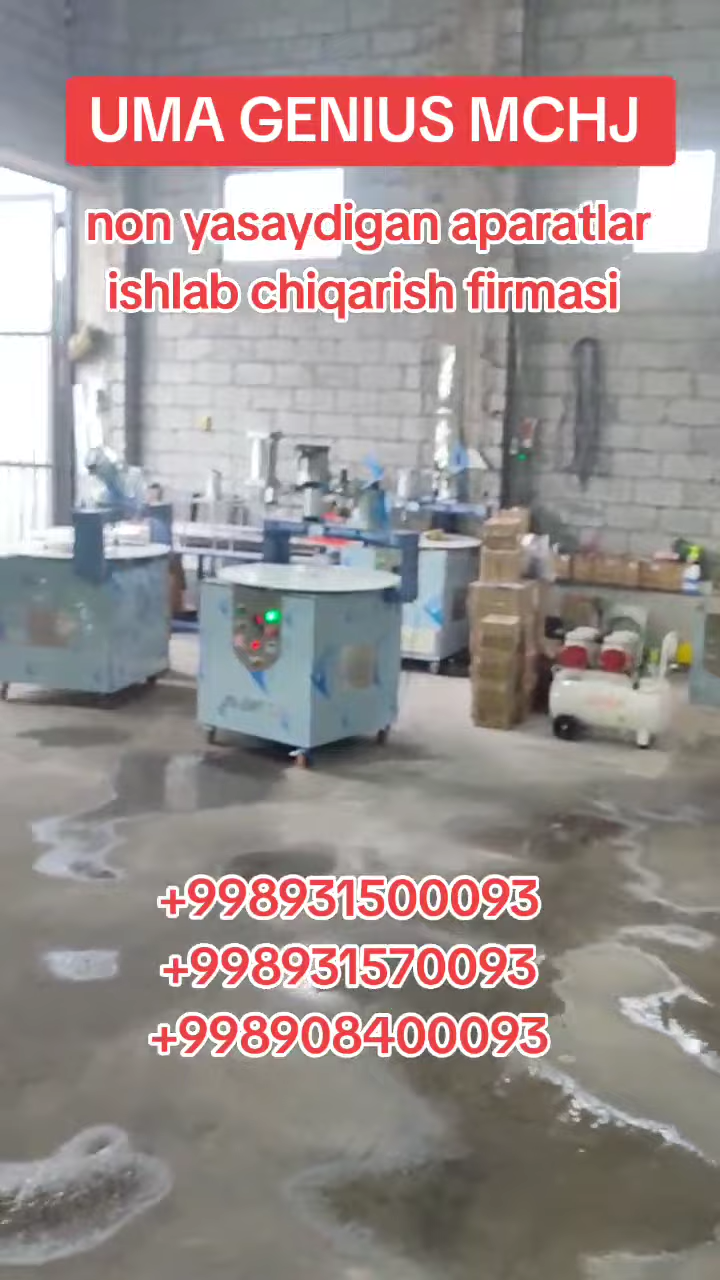 UMA GENIUS MCHJ
non yasaydigan aparatlar
ishlab chiqarish firmasi
+998931500093
+998931570093
+998908400093